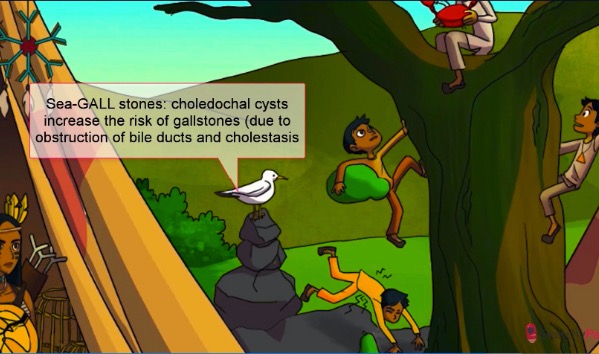 Sea-GALL stones: choledochal cysts
increase the risk of gallstones (due to
obstruction of bile ducts and cholestasis